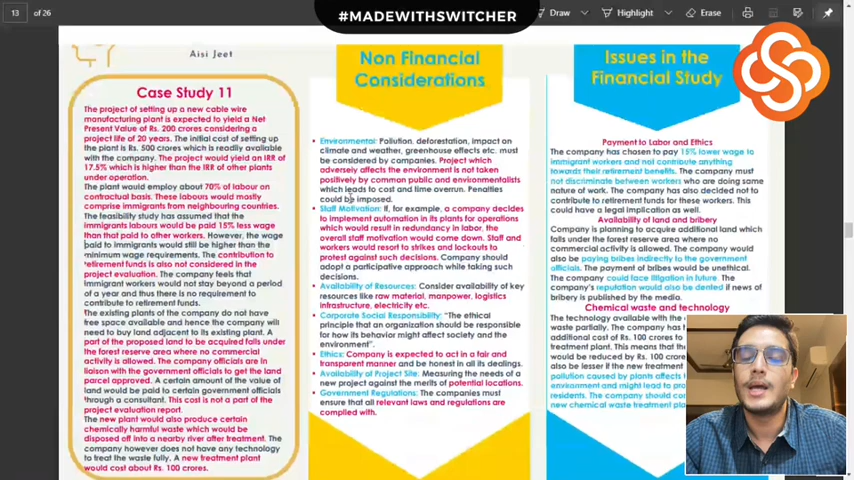 13
of 26
#MADEWITHSWITCHER
Draw
Highlight
Erase
Aisi Jeet
Case Study 11
The project of setting up a new cable wire
manufacturing plant is expected to yield a Net
Present Value of Rs. 200 crores considering a
project life of 20 years. The initial cost of setting up
the plant is Rs. 500 crores which is readily available
with the company. The project would yield an IRR of
17.5% which is higher than the IRR of other plants
under operation.
The plant would employ about 70% of labour on
contractual basis. These labours would mostly
comprise immigrants from neighbouring countries.
The feasibility study has assumed that the
immigrants labours would be paid 15% less wage
than that paid to other workers. However, the wage
paid to immigrants would still be higher than the
minimum wage requirements. The contribution to
retirement funds is also not considered in the
project evaluation. The company feels that
immigrant workers would not stay beyond a period
of a year and thus there is no requirement to
contribute to retirement funds.
The existing plants of the company do not have
free space available and hence the company will
need to buy land adjacent to its existing plant. A
part of the proposed land to be acquired falls under
the forest reserve area where no commercial
activity is allowed. The company officials are in
liaison with the government officials to get the land
parcel approved. A certain amount of the value of
land would be paid to certain government officials
through a consultant. This cost is not a part of the
project evaluation report.
The new plant would also produce certain
chemically harmful waste which would be
disposed off into a nearby river after treatment. The
company however does not have any technology
to treat the waste fully. A new treatment plant
would cost about Rs. 100 crores.
Non Financial
Considerations
Environmental: Pollution, deforestation, impact on
climate and weather, greenhouse effects etc. must
be considered by companies. Project which
adversely affects the environment is not taken
positively by common public and environmentalists
which leads to cost and time overrun. Penalties
could be imposed.
Staff Motivation: If, for example, a company decides
to implement automation in its plants for operations
which would result in redundancy in labor, the
overall staff motivation would come down. Staff and
workers would resort to strikes and lockouts to
protest against such decisions. Company should
adopt a participative approach while taking such
decisions.
Availability of Resources: Consider availability of key
resources like raw material, manpower, logistics
infrastructure, electricity etc.
Corporate Social Responsibility: "The ethical
principle that an organization should be responsible
for how its behavior might affect society and the
environment".
Ethics: Company is expected to act in a fair and
transparent manner and be honest in all its dealings.
Availability of Project Site: Measuring the needs of a
new project against the merits of potential locations.
Government Regulations: The companies must
ensure that all relevant laws and regulations are
complied with.
Issues in the
Financial Study
Payment to Labor and Ethics
The company has chosen to pay 15% lower wage to
immigrant workers and not contribute anything
towards their retirement benefits. The company must
not discriminate between workers who are doing same
nature of work. The company has also decided not to
contribute to retirement funds for these workers. This
could have a legal implication as well.
Availability of land and bribery
Company is planning to acquire additional land which
falls under the forest reserve area where no
commercial activity is allowed. The company would
also be paying bribes indirectly to the government
officials. The payment of bribes would be unethical.
The company could face litigation in future. The
company's reputation would also be dented if news of
bribery is published by the media.
Chemical waste and technology
The technology available with the
waste partially. The company has
additional cost of Rs. 100 crores
treatment plant. This means that the
would be reduced by Rs. 100 crore
also be lesser if the new treatment
pollution caused by plants affects
environment and might lead to
residents. The company should
new chemical waste treatment